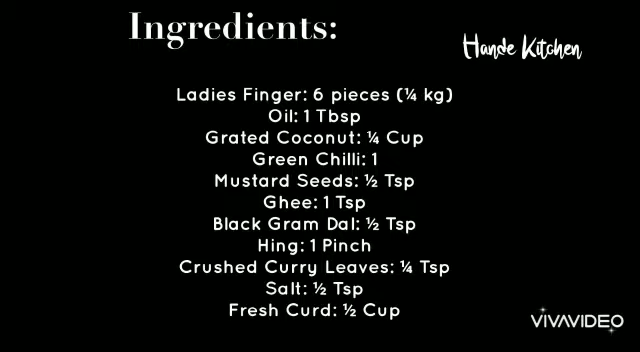 Ingredients:
Hande Kitchen
Ladies Finger: 6 pieces (¼ kg)
Oil: 1 Tbsp
Grated Coconut: ¼ Cup
Green Chilli: 1
Mustard Seeds: ½ Tsp
Ghee: 1 Tsp
Black Gram Dal: ½ Tsp
Hing: 1 Pinch
Crushed Curry Leaves: ¼ Tsp
Salt: ½ Tsp
Fresh Curd: ½ Cup
VIVAVIDEO